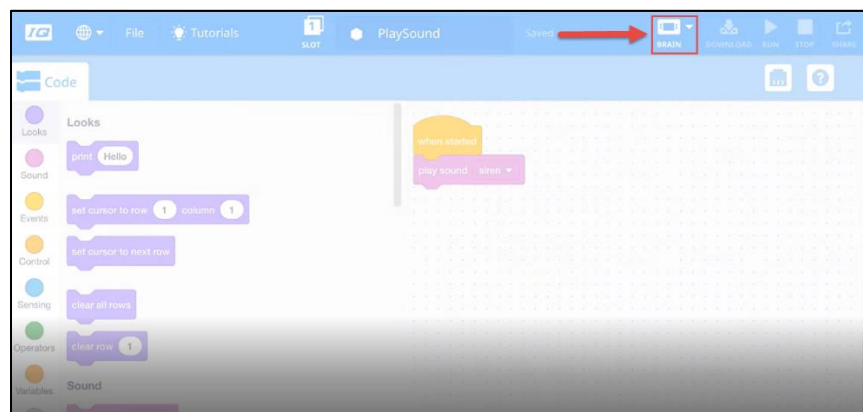 IQ File Tutorials 1 SLOT PlaySound Saved BRAIN DOWNLOAD RUN STOP SHARE
Code
Looks
Sound
Events
Control
Sensing
Operators
Variables
Looks
print Hello
set cursor to row 1 column 1
set cursor to next row
clear all rows
clear row 1
Sound
when started
play sound siren